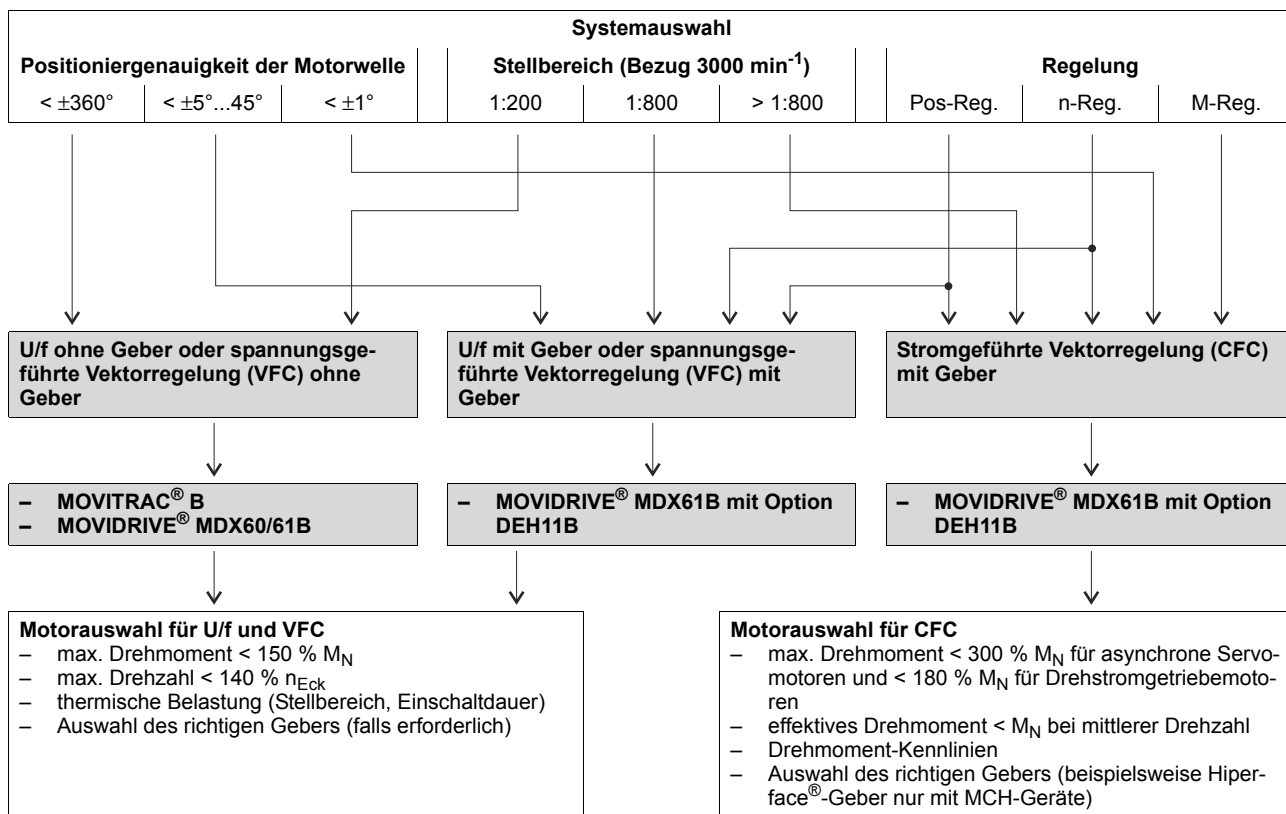 Systemauswahl
Positioniergenauigkeit der Motorwelle
Stellbereich (Bezug 3000 min-1)
Regelung
< ±360°
< ±5°...45°
< ±1°
1:200
1:800
> 1:800
Pos-Reg.
n-Reg.
M-Reg.
U/f ohne Geber oder spannungsge-
führte Vektorregelung (VFC) ohne
Geber
U/f mit Geber oder spannungsge-
führte Vektorregelung (VFC) mit
Geber
Stromgeführte Vektorregelung (CFC)
mit Geber
– MOVITRAC® B
– MOVIDRIVE® MDX60/61B
– MOVIDRIVE® MDX61B mit Option
DEH11B
– MOVIDRIVE® MDX61B mit Option
DEH11B
Motorauswahl für U/f und VFC
– max. Drehmoment < 150 % MN
– max. Drehzahl < 140 % nEck
– thermische Belastung (Stellbereich, Einschaltdauer)
– Auswahl des richtigen Gebers (falls erforderlich)
Motorauswahl für CFC
– max. Drehmoment < 300 % MN für asynchrone Servo-
motoren und < 180 % MN für Drehstromgetriebemoto-
ren
– effektives Drehmoment < MN bei mittlerer Drehzahl
– Drehmoment-Kennlinien
– Auswahl des richtigen Gebers (beispielsweise Hiper-
face®-Geber nur mit MCH-Geräte)